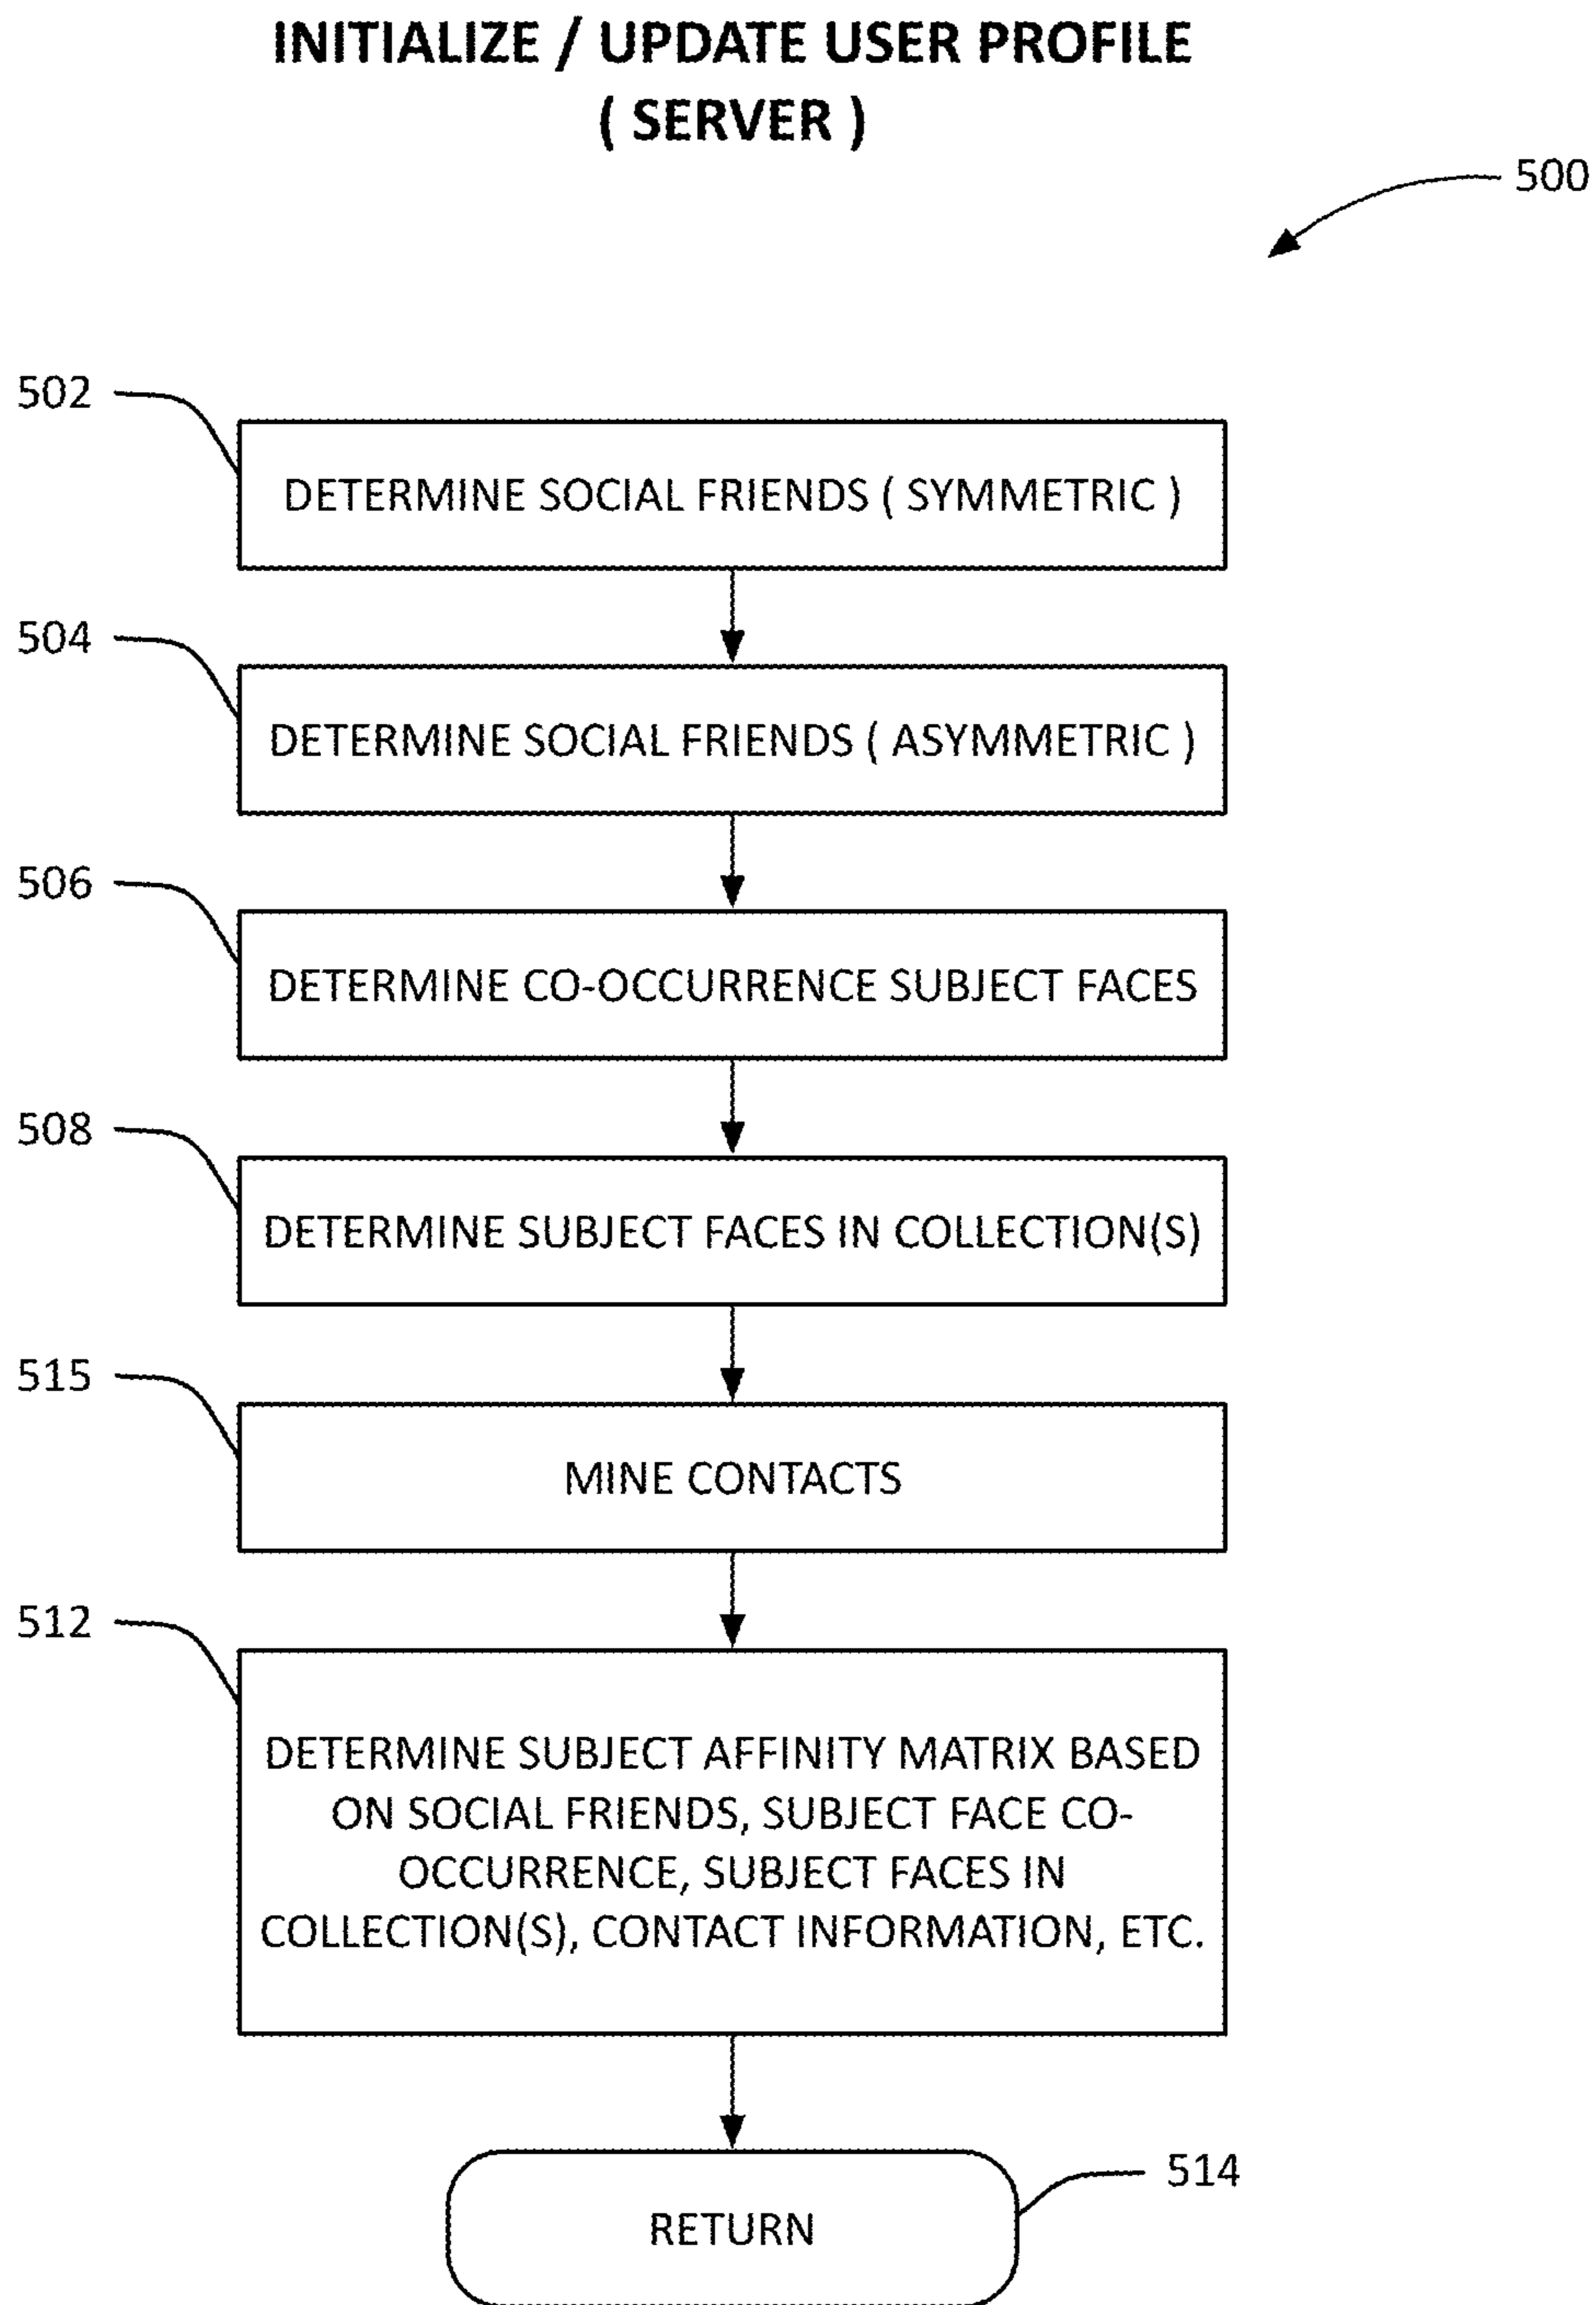 INITIALIZE / UPDATE USER PROFILE
( SERVER )
500
502
DETERMINE SOCIAL FRIENDS ( SYMMETRIC )
504
DETERMINE SOCIAL FRIENDS ( ASYMMETRIC )
506
DETERMINE CO-OCCURRENCE SUBJECT FACES
508
DETERMINE SUBJECT FACES IN COLLECTION(S)
515
MINE CONTACTS
512
DETERMINE SUBJECT AFFINITY MATRIX BASED
ON SOCIAL FRIENDS, SUBJECT FACE CO-
OCCURRENCE, SUBJECT FACES IN
COLLECTION(S), CONTACT INFORMATION, ETC.
514
RETURN